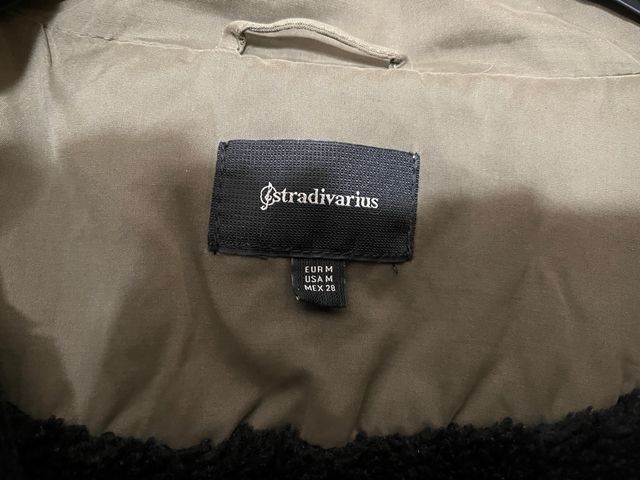 stradivarius
EUR M
USA M
MEX 28